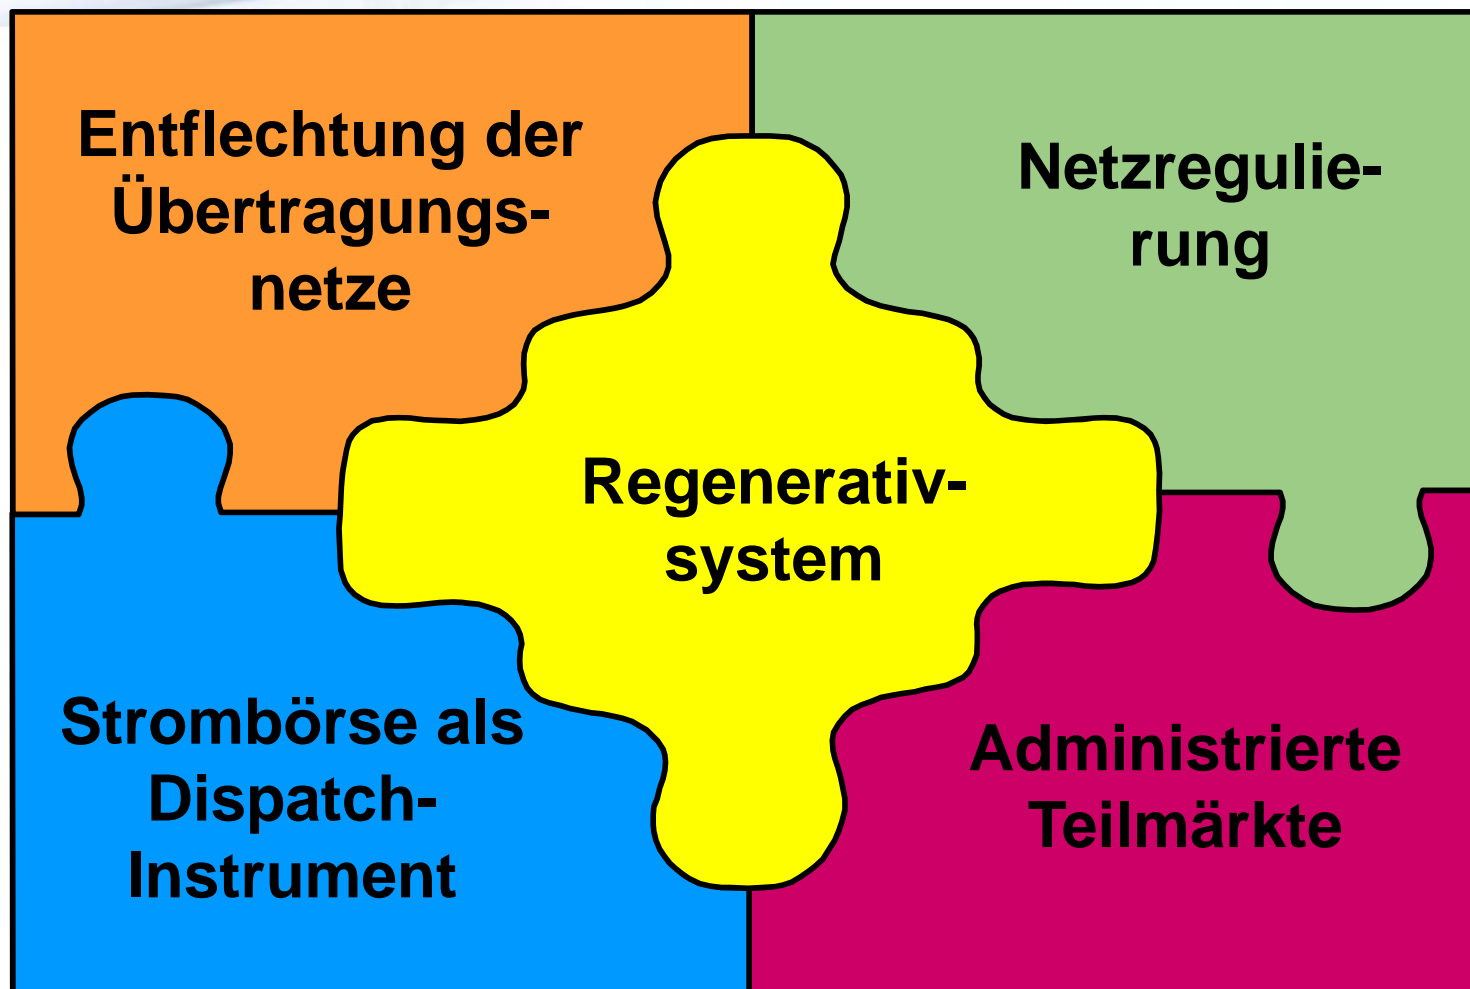 Entflechtung der
Übertragungs-
netze
Netzregulie-
rung
Regenerativ-
system
Strombörse als
Dispatch-
Instrument
Administrierte
Teilmärkte